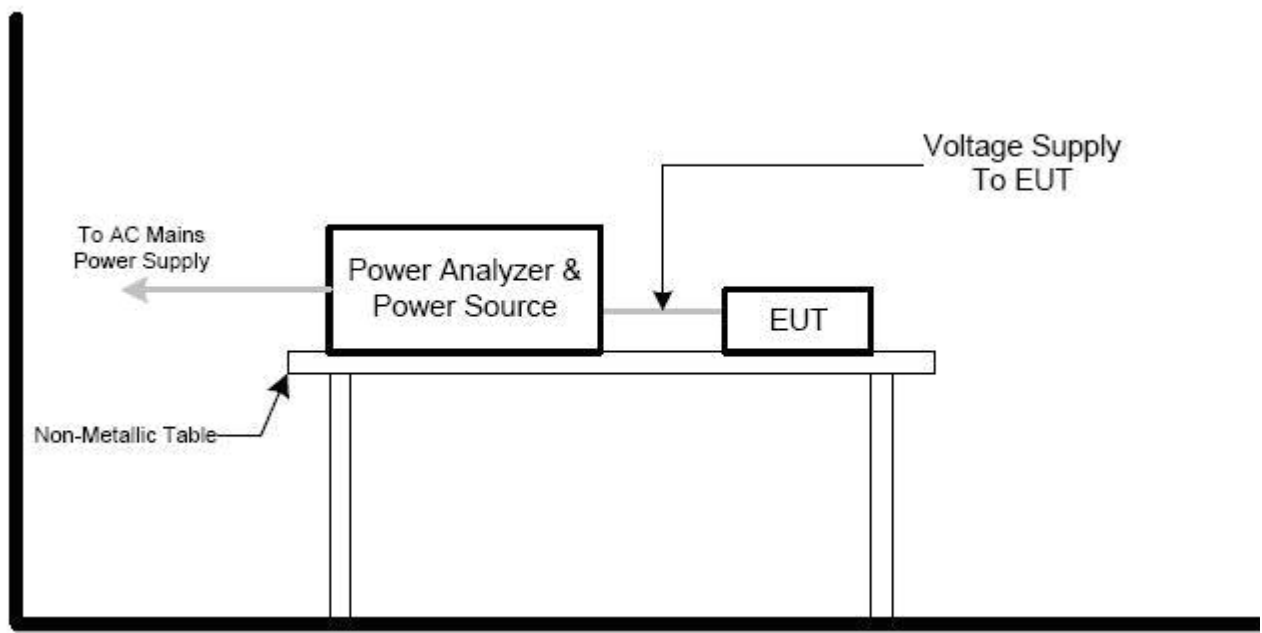 Voltage Supply
To EUT
To AC Mains
Power Supply
Power Analyzer &
Power Source
EUT
Non-Metallic Table